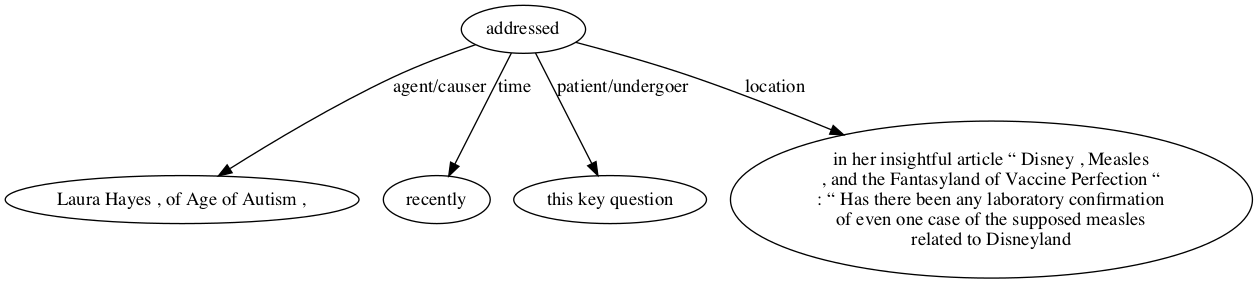 addressed
agent/causer
time
patient/undergoer
location
Laura Hayes , of Age of Autism ,
recently
this key question
in her insightful article “ Disney , Measles
, and the Fantasyland of Vaccine Perfection “
: “ Has there been any laboratory confirmation
of even one case of the supposed measles
related to Disneyland